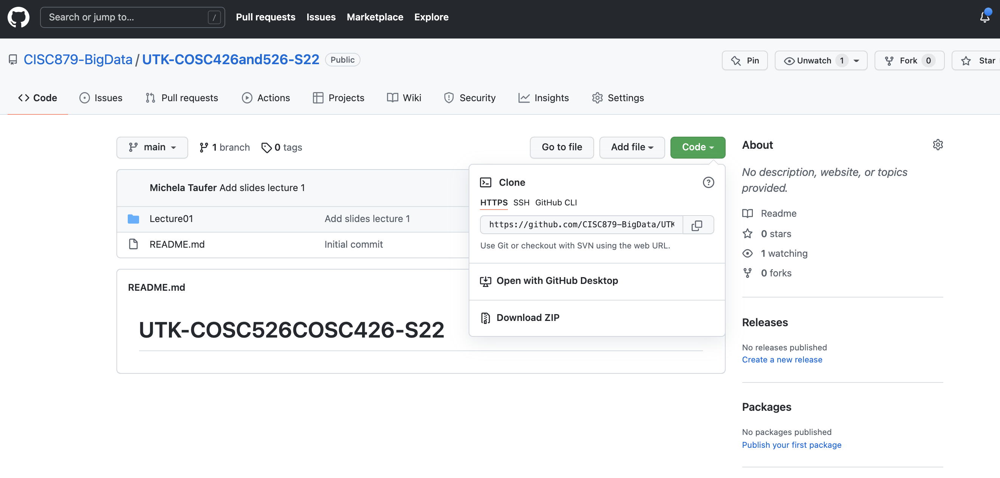 Search or jump to... / Pull requests Issues Marketplace Explore
CISC879-BigData / UTK-COSC426and526-S22 Public Pin Unwatch 1 Fork 0 Star
Code Issues Pull requests Actions Projects Wiki Security Insights Settings
main 1 branch 0 tags Go to file Add file Code
Michela Taufer Add slides lecture 1
Lecture01 Add slides lecture 1
README.md Initial commit
README.md
UTK-COSC526COSC426-S22
Clone
HTTPS SSH GitHub CLI
https://github.com/CISC879-BigData/UTK
Use Git or checkout with SVN using the web URL.
Open with GitHub Desktop
Download ZIP
About
No description, website, or topics
provided.
Readme
0 stars
1 watching
0 forks
Releases
No releases published
Create a new release
Packages
No packages published
Publish your first package